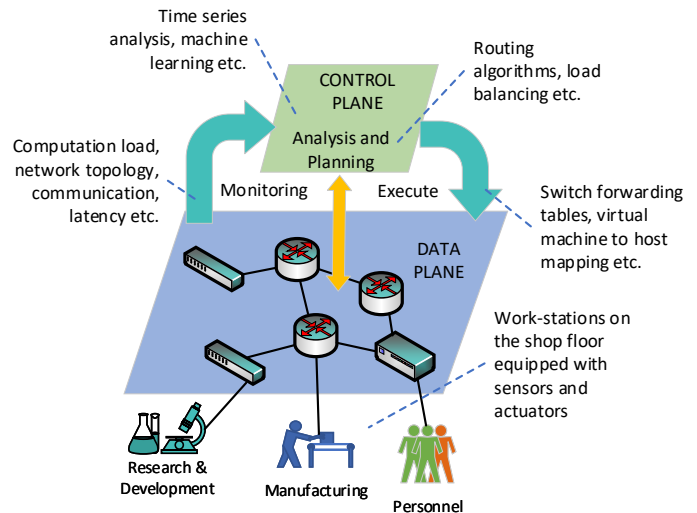 Time series
analysis, machine
learning etc.
Routing
algorithms, load
balancing etc.
CONTROL
PLANE
Analysis and
Planning
Computation load,
network topology,
communication,
latency etc.
Monitoring
Execute
Switch forwarding
tables, virtual
machine to host
mapping etc.
DATA
PLANE
Work-stations on
the shop floor
equipped with
sensors and
actuators
Research &
Development
Manufacturing
Personnel